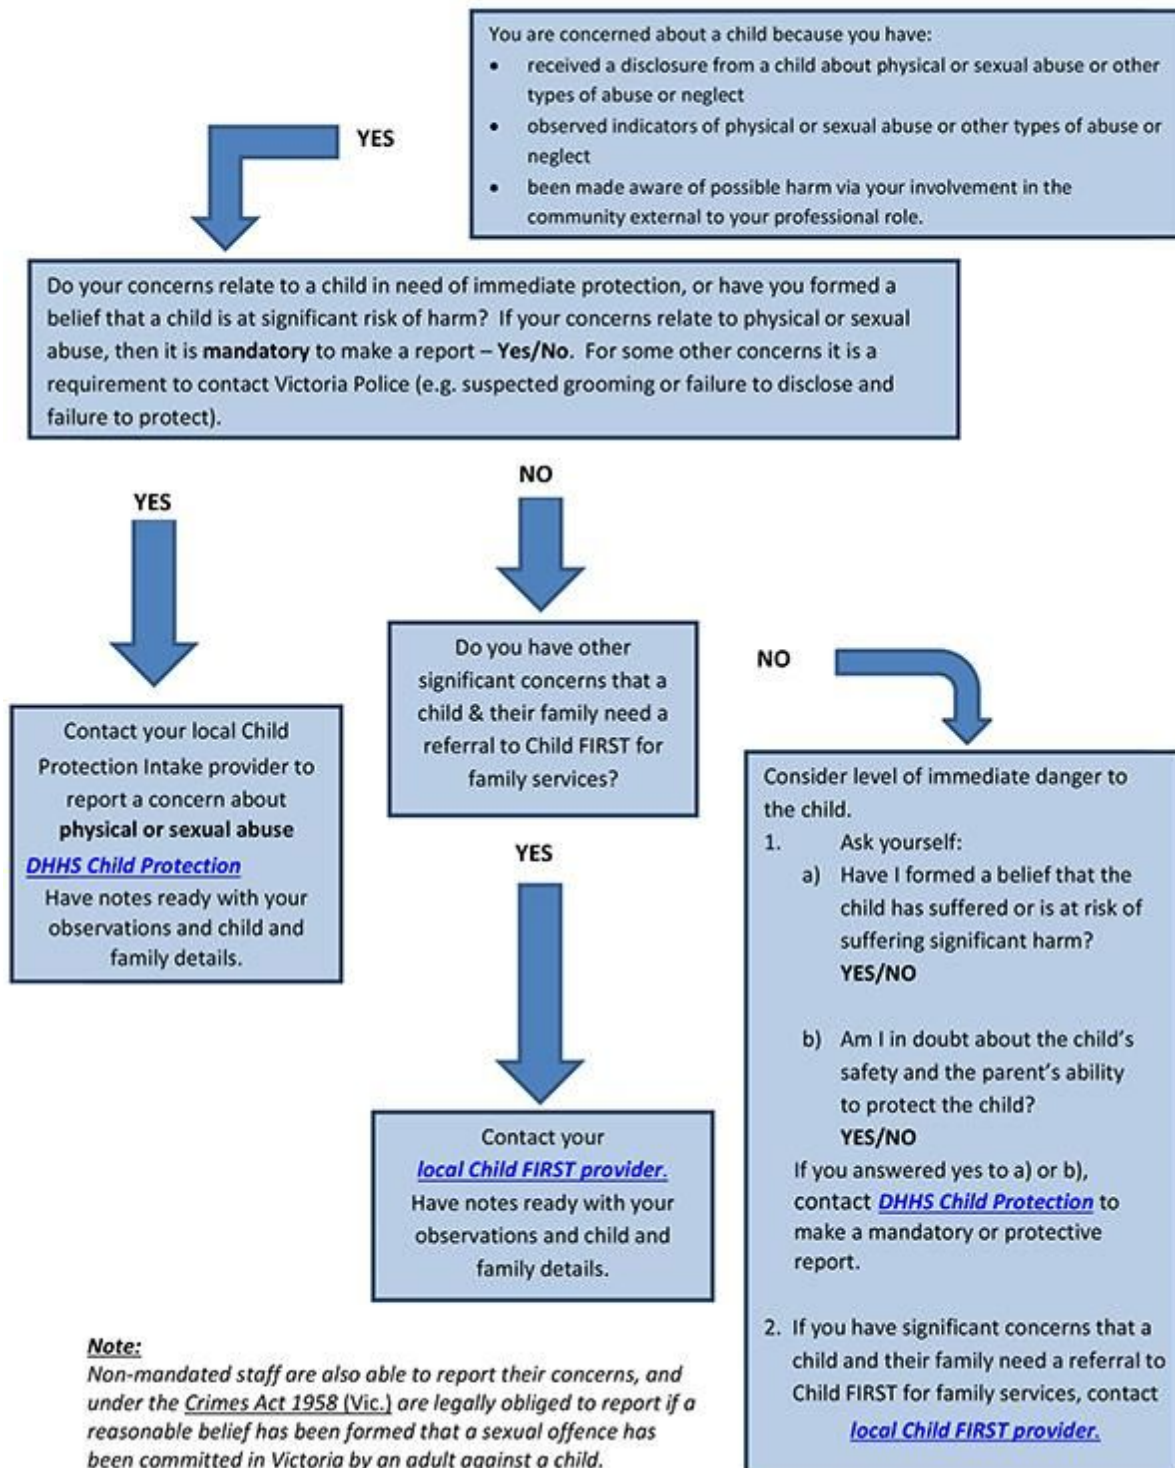 You are concerned about a child because you have:
• received a disclosure from a child about physical or sexual abuse or other
types of abuse or neglect
• observed indicators of physical or sexual abuse or other types of abuse or
neglect
• been made aware of possible harm via your involvement in the
community external to your professional role.
YES
Do your concerns relate to a child in need of immediate protection, or have you formed a
belief that a child is at significant risk of harm? If your concerns relate to physical or sexual
abuse, then it is mandatory to make a report – Yes/No. For some other concerns it is a
requirement to contact Victoria Police (e.g. suspected grooming or failure to disclose and
failure to protect).
YES
NO
Contact your local Child
Protection Intake provider to
report a concern about
physical or sexual abuse
DHHS Child Protection
Have notes ready with your
observations and child and
family details.
Do you have other
significant concerns that a
child & their family need a
referral to Child FIRST for
family services?
YES
NO
Contact your
local Child FIRST provider.
Have notes ready with your
observations and child and
family details.
Consider level of immediate danger to
the child.
1. Ask yourself:
a) Have I formed a belief that the
child has suffered or is at risk of
suffering significant harm?
YES/NO
b) Am I in doubt about the child's
safety and the parent's ability
to protect the child?
YES/NO
If you answered yes to a) or b),
contact DHHS Child Protection to
make a mandatory or protective
report.
2. If you have significant concerns that a
child and their family need a referral to
Child FIRST for family services, contact
local Child FIRST provider.
Note:
Non-mandated staff are also able to report their concerns, and
under the Crimes Act 1958 (Vic.) are legally obliged to report if a
reasonable belief has been formed that a sexual offence has
been committed in Victoria by an adult against a child.